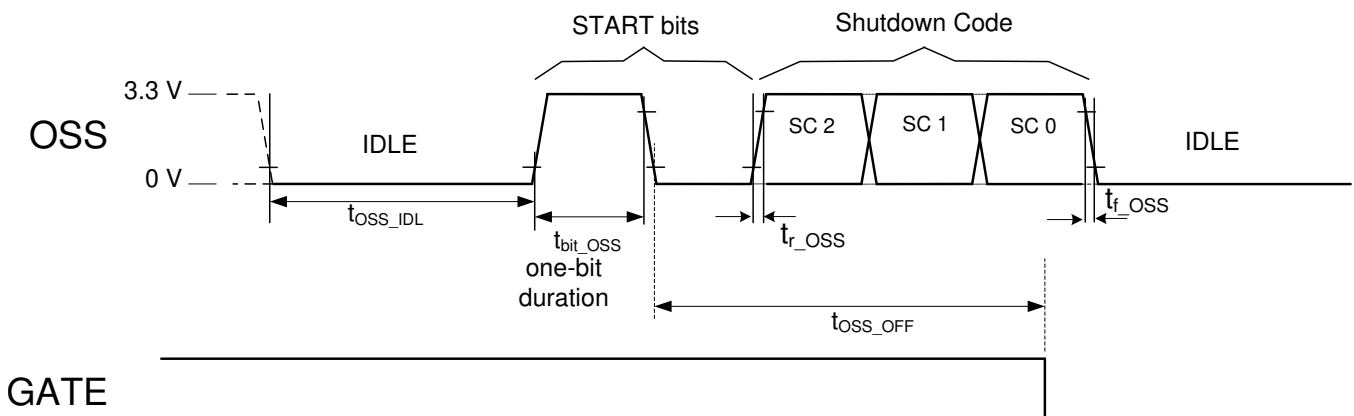 START bits
Shutdown Code
3.3 V
OSS
IDLE
SC 2
SC 1
SC 0
IDLE
0 V
tOSS_IDL
tbit_OSS
one-bit
duration
tr_OSS
tf_OSS
tOSS_OFF
GATE